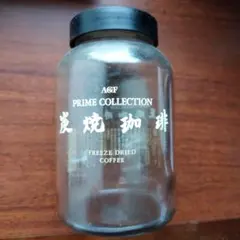 AGF
PRIME COLLECTION
炭焼珈琲
FREEZE DRIED
COFFEE